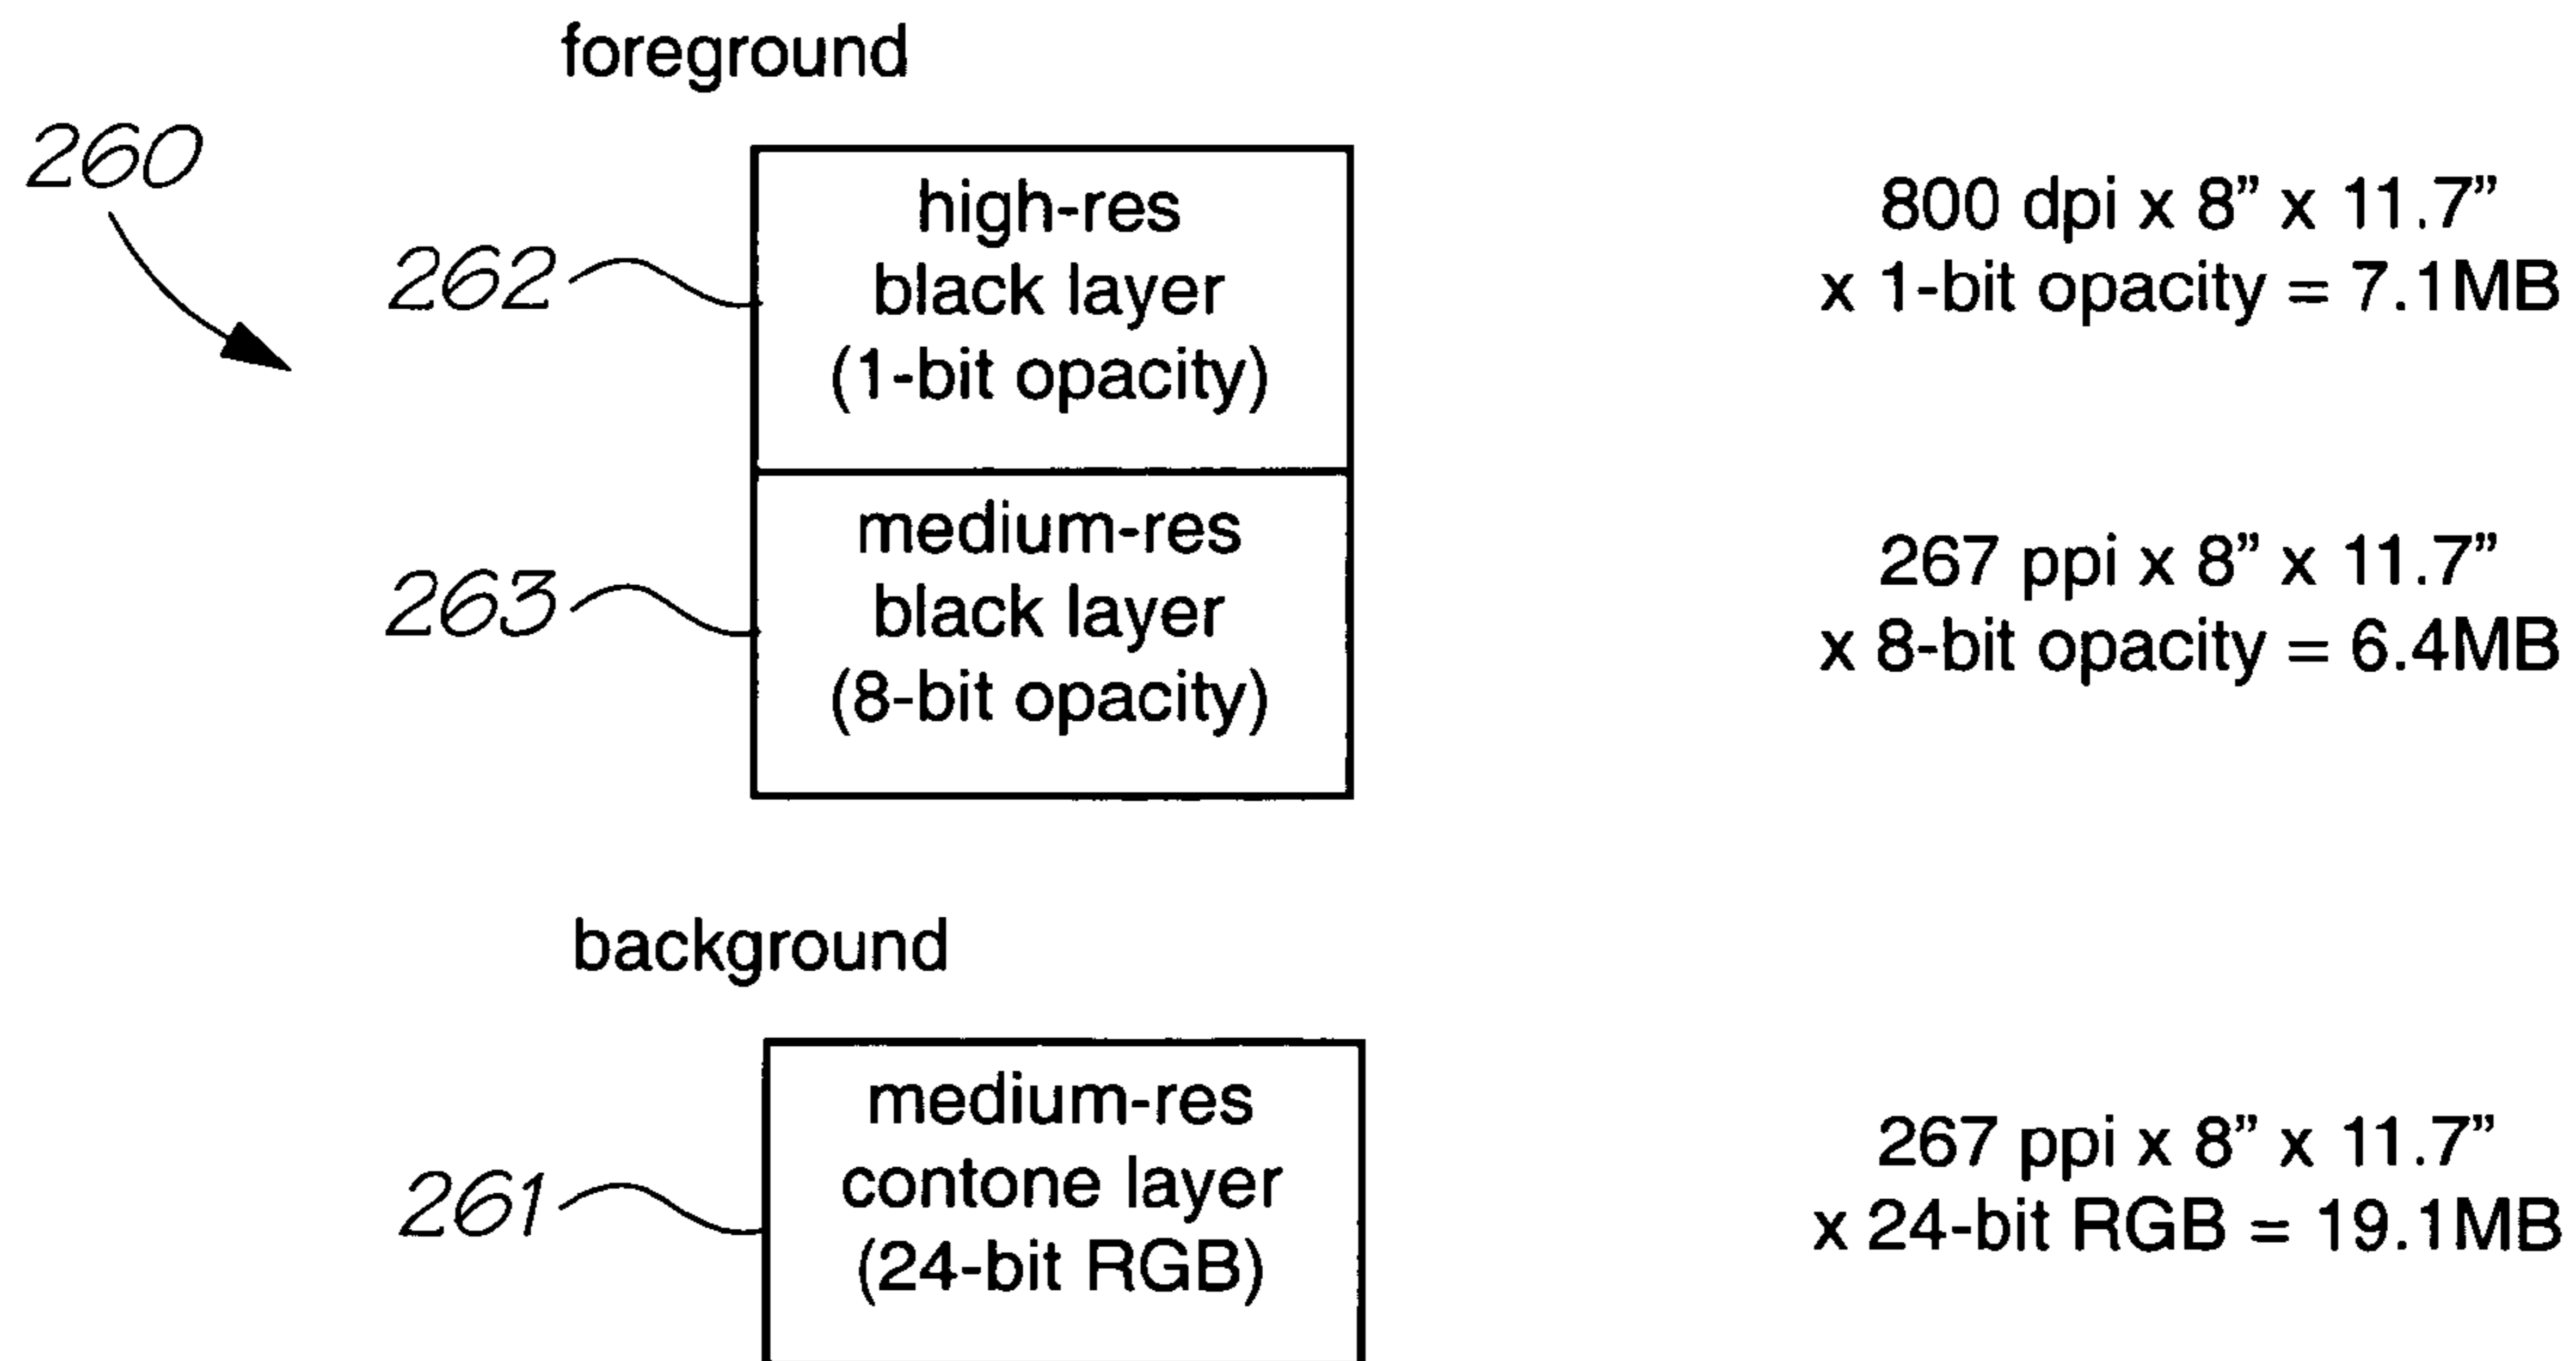 foreground
260
262
high-res
black layer
(1-bit opacity)
800 dpi x 8” x 11.7”
x 1-bit opacity = 7.1MB
263
medium-res
black layer
(8-bit opacity)
267 ppi x 8” x 11.7”
x 8-bit opacity = 6.4MB
background
261
medium-res
contone layer
(24-bit RGB)
267 ppi x 8” x 11.7”
x 24-bit RGB = 19.1MB